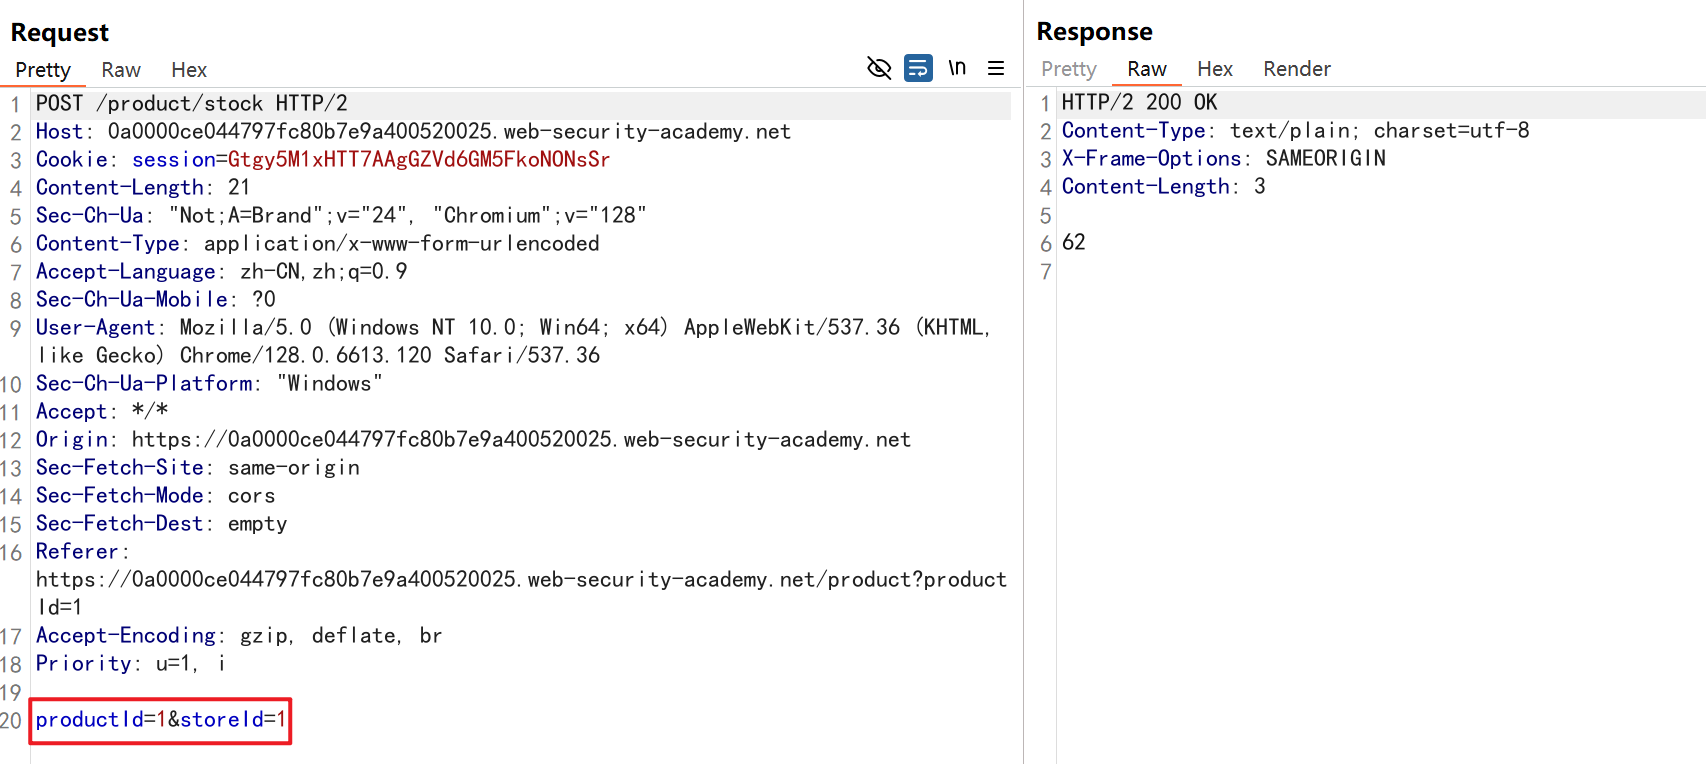 Request
Pretty Raw Hex \n
1 POST /product/stock HTTP/2
2 Host: 0a0000ce044797fc80b7e9a400520025.web-security-academy.net
3 Cookie: session=Gtgy5M1xHTT7AAgGZVd6GM5FkoNONsSr
4 Content-Length: 21
5 Sec-Ch-Ua: "Not;A=Brand";v="24", "Chromium";v="128"
6 Content-Type: application/x-www-form-urlencoded
7 Accept-Language: zh-CN,zh;q=0.9
8 Sec-Ch-Ua-Mobile: ?0
9 User-Agent: Mozilla/5.0 (Windows NT 10.0; Win64; x64) AppleWebKit/537.36 (KHTML,
like Gecko) Chrome/128.0.6613.120 Safari/537.36
10 Sec-Ch-Ua-Platform: "Windows"
11 Accept: */*
12 Origin: https://0a0000ce044797fc80b7e9a400520025.web-security-academy.net
13 Sec-Fetch-Site: same-origin
14 Sec-Fetch-Mode: cors
15 Sec-Fetch-Dest: empty
16 Referer:
https://0a0000ce044797fc80b7e9a400520025.web-security-academy.net/product?product
Id=1
17 Accept-Encoding: gzip, deflate, br
18 Priority: u=1, i
19
20 productId=1&storeId=1
Response
Pretty Raw Hex Render
1 HTTP/2 200 OK
2 Content-Type: text/plain; charset=utf-8
3 X-Frame-Options: SAMEORIGIN
4 Content-Length: 3
5
6 62
7